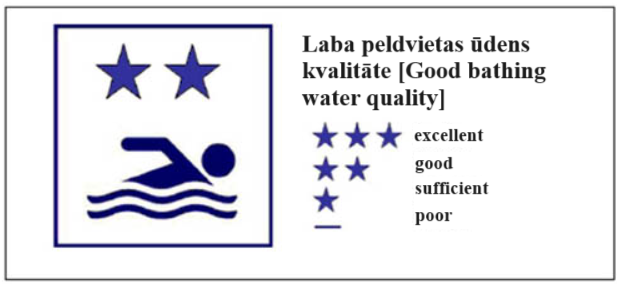 Laba peldvietas ūdens
kvalitāte [Good bathing
water quality]
excellent
good
sufficient
poor